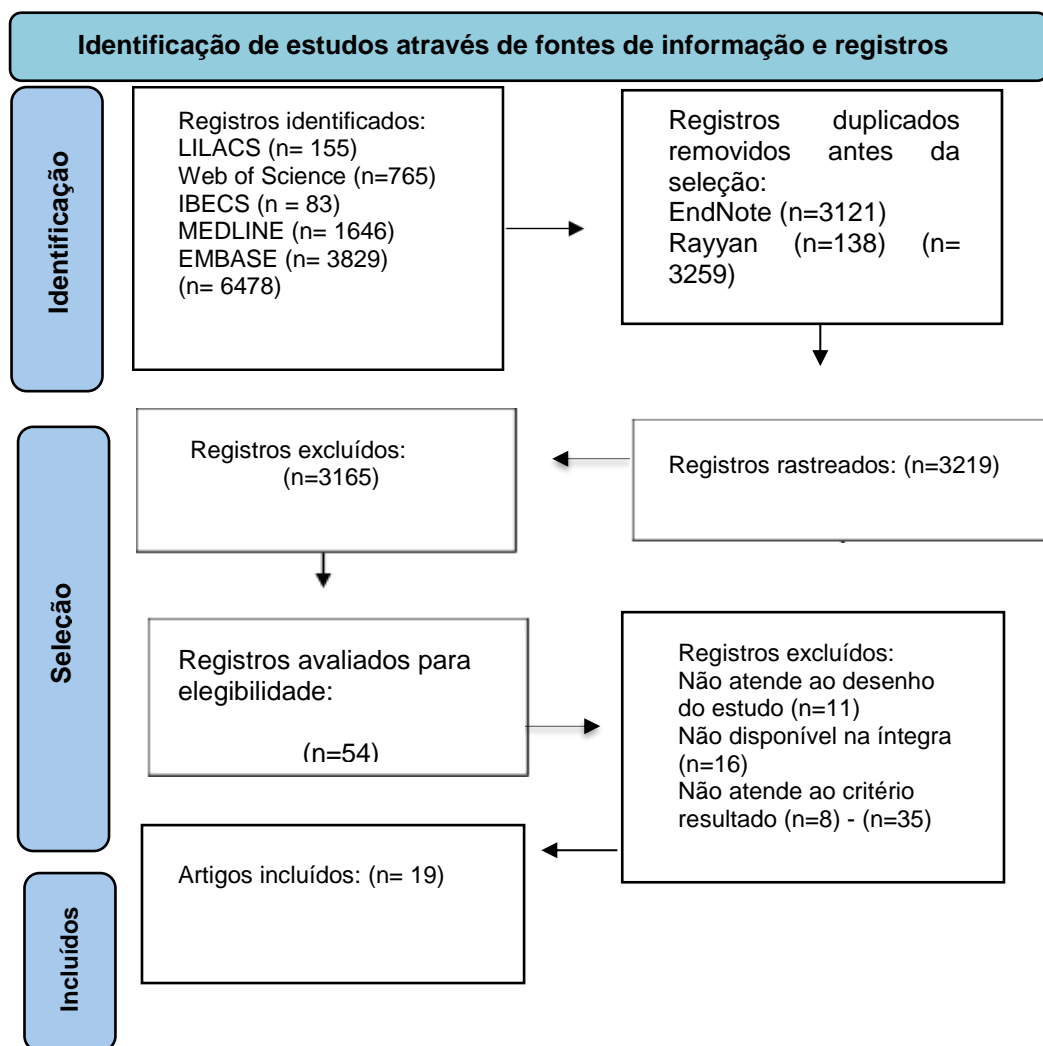 Identificação de estudos através de fontes de informação e registros
Identificação
Registros identificados:
LILACS (n= 155)
Web of Science (n=765)
IBECS (n = 83)
MEDLINE (n= 1646)
EMBASE (n= 3829)
(n= 6478)
Registros duplicados
removidos antes da
seleção:
EndNote (n=3121)
Rayyan (n=138) (n=
3259)
Seleção
Registros excluídos:
(n=3165)
Registros rastreados: (n=3219)
Registros avaliados para
elegibilidade:
(n=54)
Registros excluídos:
Não atende ao desenho
do estudo (n=11)
Não disponível na íntegra
(n=16)
Não atende ao critério
resultado (n=8) - (n=35)
Incluídos
Artigos incluídos: (n= 19)